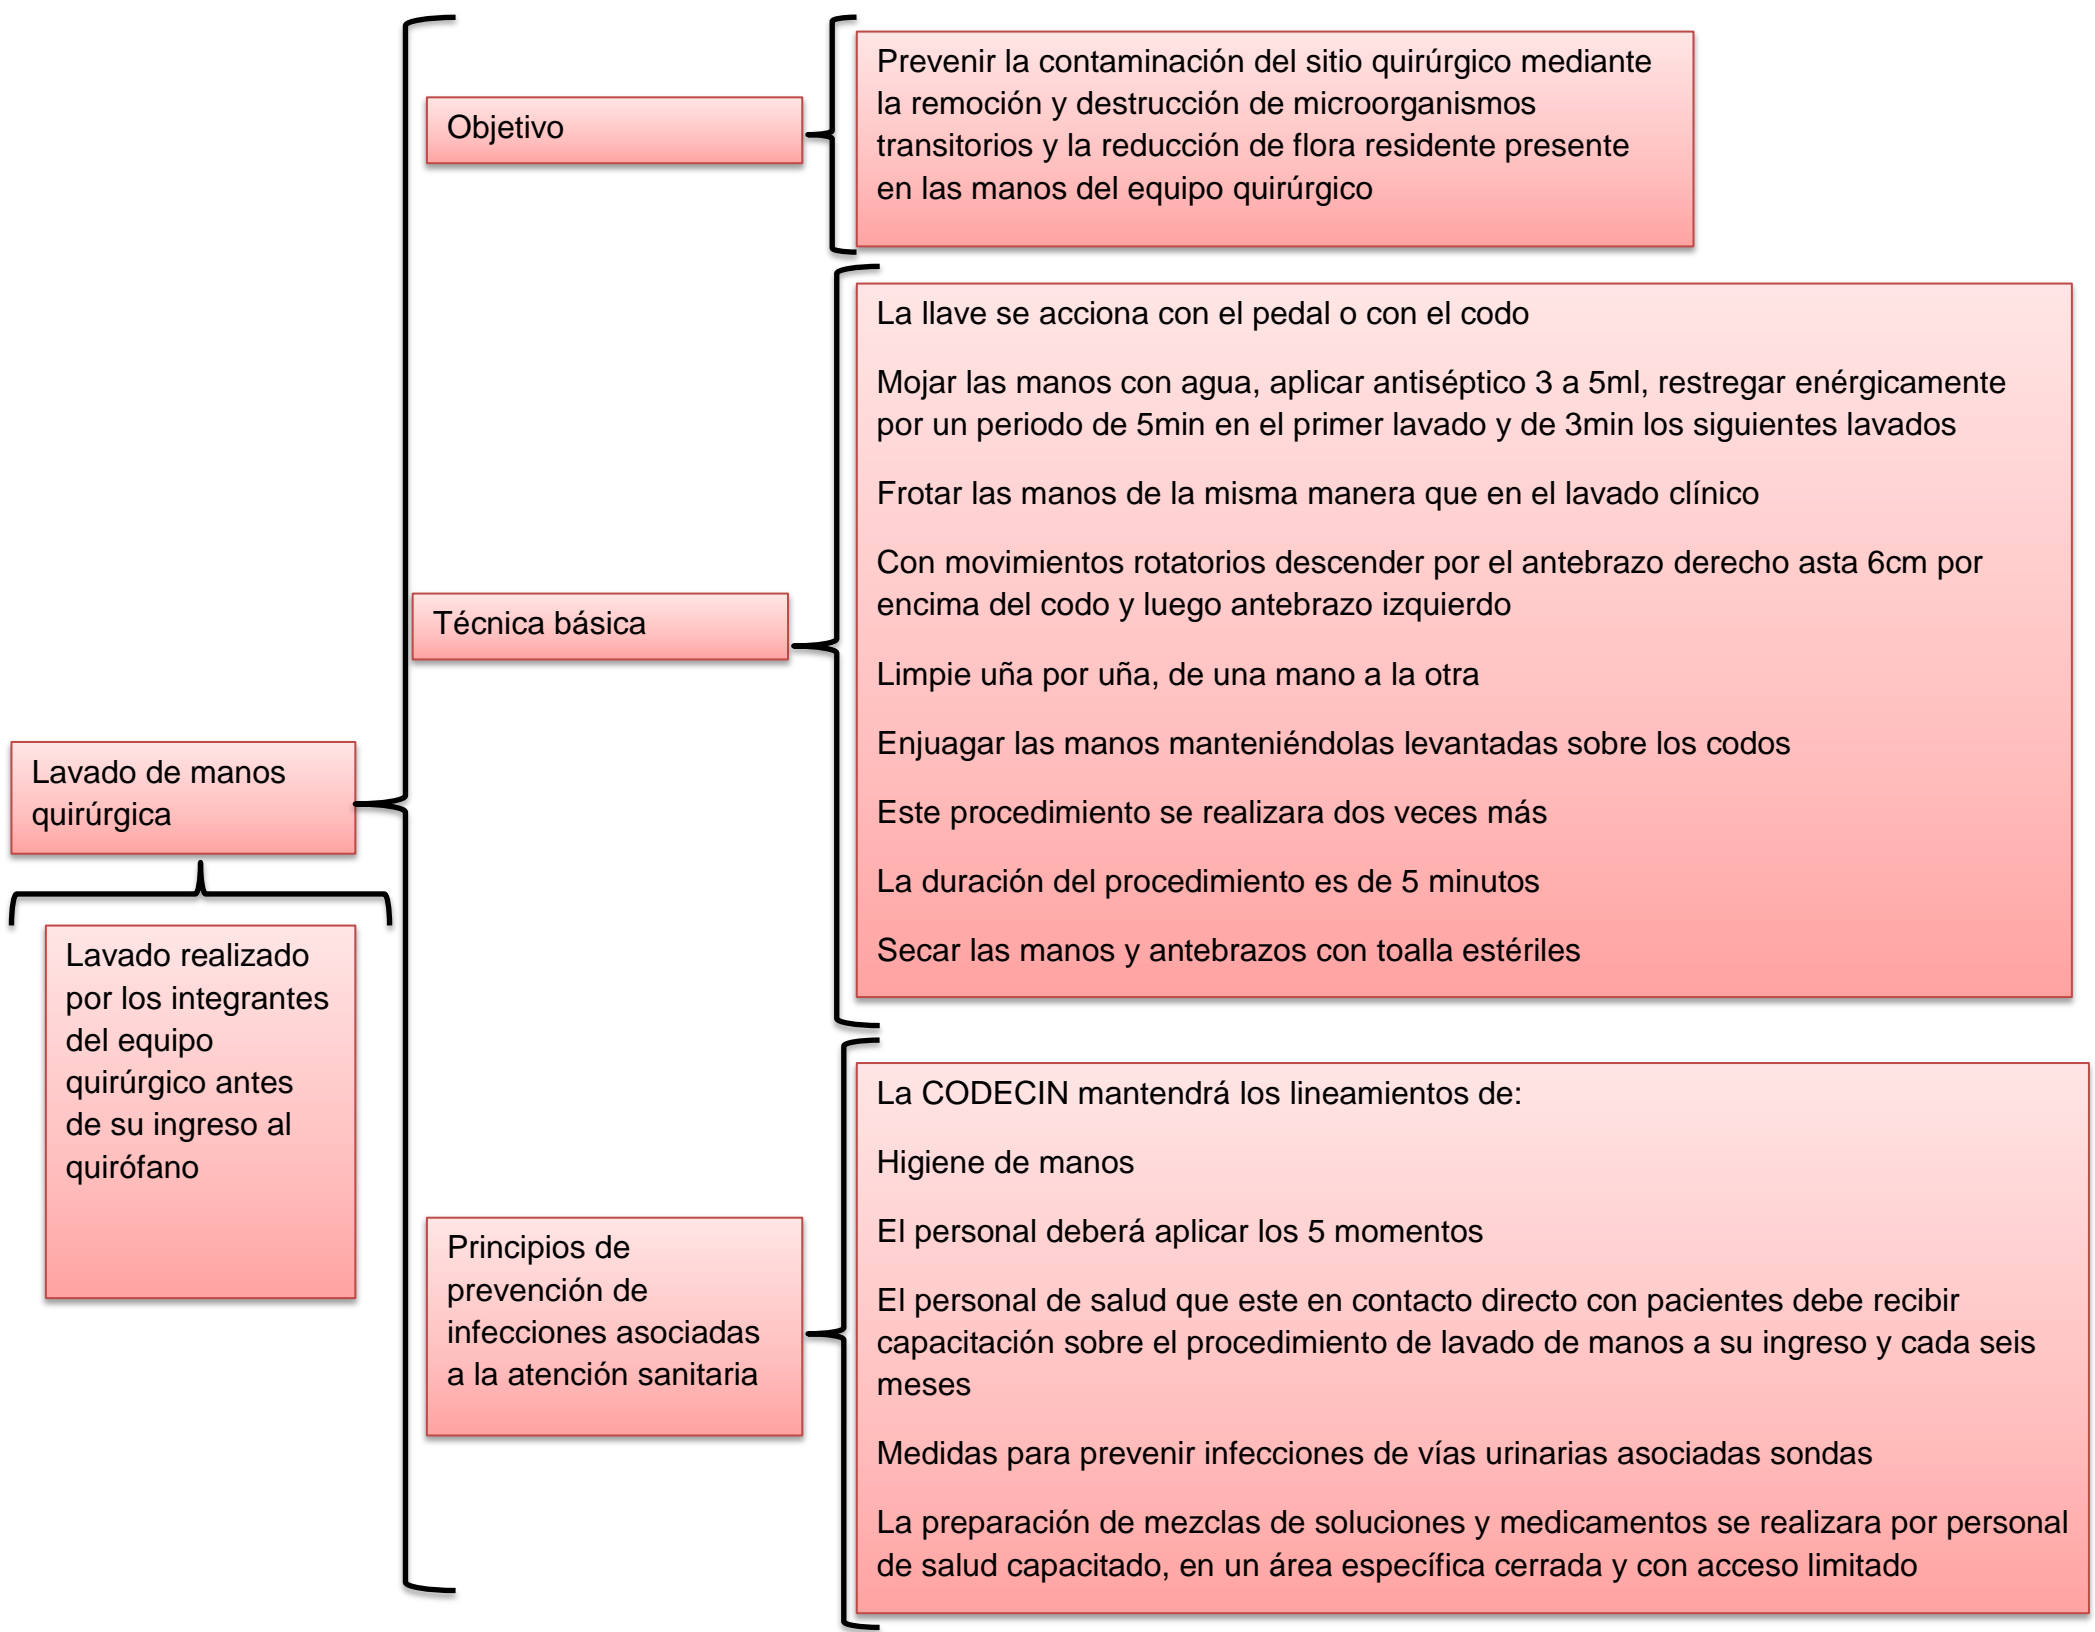 Lavado de manos
quirúrgica
Lavado realizado
por los integrantes
del equipo
quirúrgico antes
de su ingreso al
quirófano
Objetivo
Prevenir la contaminación del sitio quirúrgico mediante
la remoción y destrucción de microorganismos
transitorios y la reducción de flora residente presente
en las manos del equipo quirúrgico
Técnica básica
La llave se acciona con el pedal o con el codo
Mojar las manos con agua, aplicar antiséptico 3 a 5ml, restregar enérgicamente
por un periodo de 5min en el primer lavado y de 3min los siguientes lavados
Frotar las manos de la misma manera que en el lavado clínico
Con movimientos rotatorios descender por el antebrazo derecho asta 6cm por
encima del codo y luego antebrazo izquierdo
Limpie uña por uña, de una mano a la otra
Enjuagar las manos manteniéndolas levantadas sobre los codos
Este procedimiento se realizara dos veces más
La duración del procedimiento es de 5 minutos
Secar las manos y antebrazos con toalla estériles
Principios de
prevención de
infecciones asociadas
a la atención sanitaria
La CODECIN mantendrá los lineamientos de:
Higiene de manos
El personal deberá aplicar los 5 momentos
El personal de salud que este en contacto directo con pacientes debe recibir
capacitación sobre el procedimiento de lavado de manos a su ingreso y cada seis
meses
Medidas para prevenir infecciones de vías urinarias asociadas sondas
La preparación de mezclas de soluciones y medicamentos se realizara por personal
de salud capacitado, en un área específica cerrada y con acceso limitado